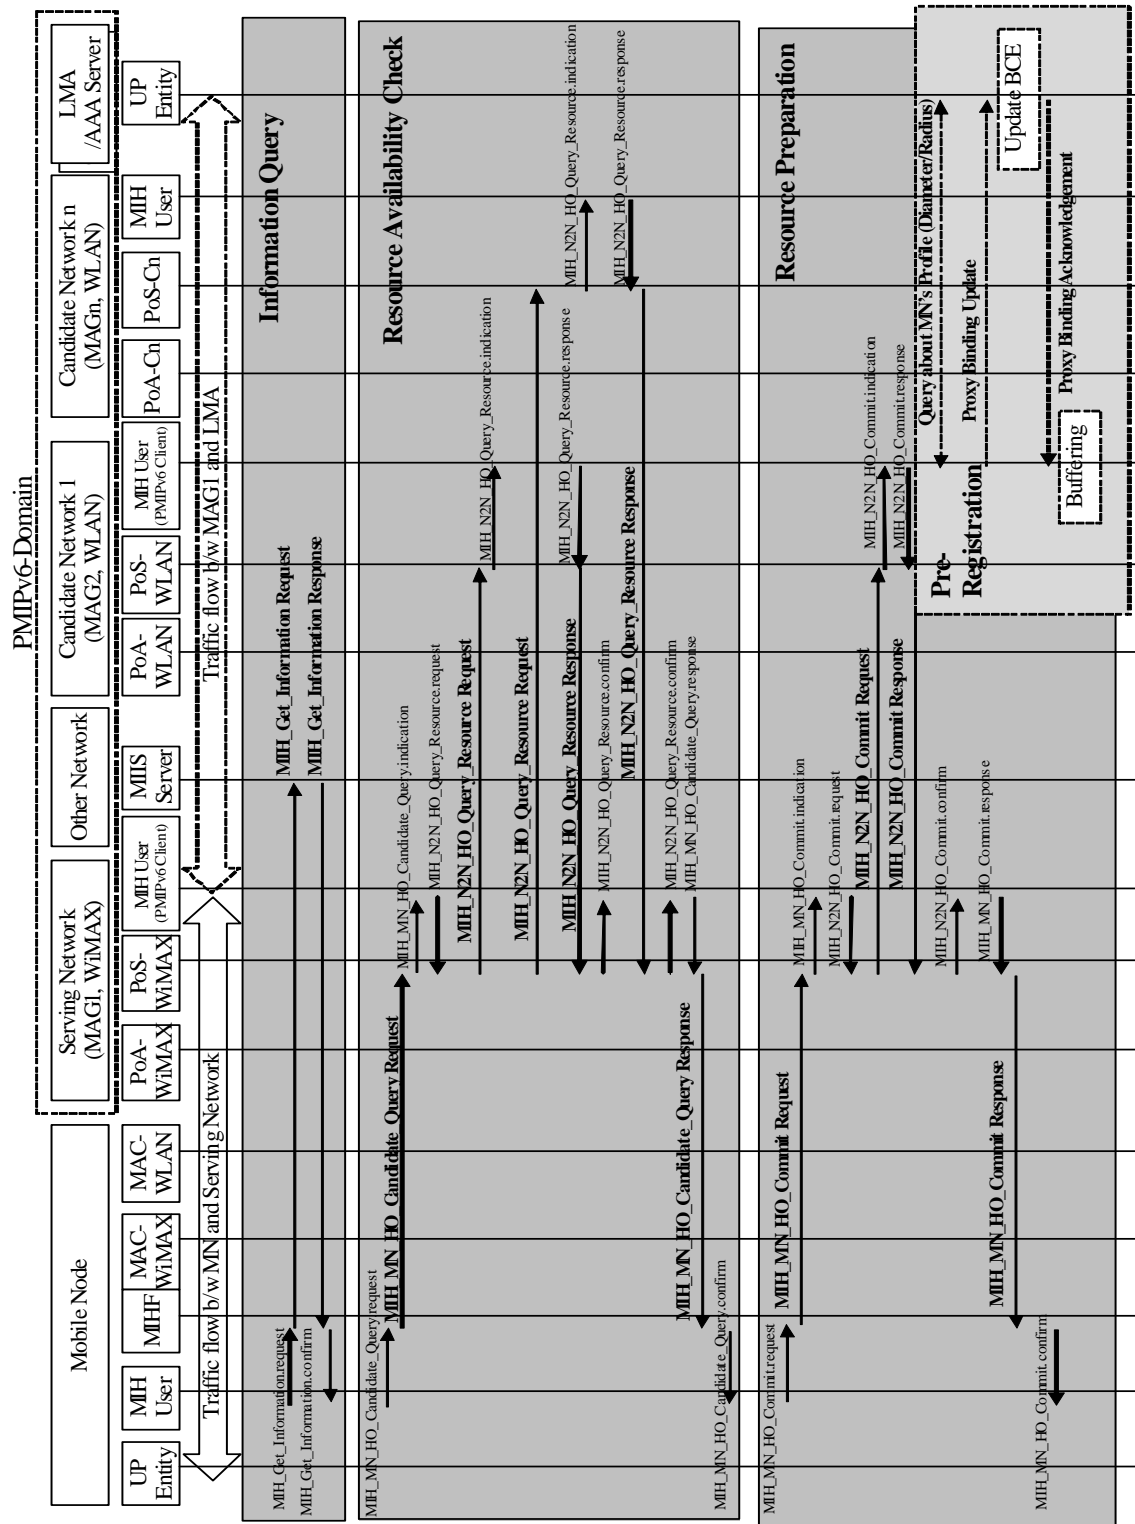 PMIPv6-Domain
Mobile Node
Serving Network
(MAG1, WiMAX)
Other Network
Candidate Network 1
(MAG2, WLAN)
Candidate Network n
(MAGn, WLAN)
LMA
/AAA Server
UP
Entity
MIH
User
MIHF
MAC-
WiMAX
MAC-
WLAN
PoA-
WiMAX
PoS-
WiMAX
MIH User
(PMIPv6 Client)
MIIS
Server
PoA-
WLAN
PoS-
WLAN
MIH User
(PMIPv6 Client)
PoA-Cn
PoS-Cn
MIH
User
UP
Entity
Traffic flow b/w MN and Serving Network
Traffic flow b/w MAG1 and LMA
Information Query
MIH_Get_Information.request
MIH_Get_Information Request
MIH_Get_Information Response
MIH_Get_Information.confirm
Resource Availability Check
MIH_MN_HO_Candidate_Query.request
MIH_MN_HO_Candidate_Query Request
MIH_MN_HO_Candidate_Query.indication
MIH_N2N_HO_Query_Resource.request
MIH_N2N_HO_Query_Resource Request
MIH_N2N_HO_Query_Resource.indication
MIH_N2N_HO_Query_Resource Request
MIH_N2N_HO_Query_Resource.indication
MIH_N2N_HO_Query_Resource.response
MIH_N2N_HO_Query_Resource Response
MIH_N2N_HO_Query_Resource.confirm
MIH_N2N_HO_Query_Resource.response
MIH_N2N_HO_Query_Resource Response
MIH_N2N_HO_Query_Resource.confirm
MIH_MN_HO_Candidate_Query.response
MIH_MN_HO_Candidate_Query Response
MIH_MN_HO_Candidate_Query.confirm
Resource Preparation
MIH_MN_HO_Commit.request
MIH_MN_HO_Commit Request
MIH_MN_HO_Commit.indication
MIH_N2N_HO_Commit.request
MIH_N2N_HO_Commit Request
MIH_N2N_HO_Commit.indication
MIH_N2N_HO_Commit.response
MIH_N2N_HO_Commit Response
MIH_N2N_HO_Commit.confirm
MIH_MN_HO_Commit.response
MIH_MN_HO_Commit Response
MIH_MN_HO_Commit.confirm
Pre-
Registration
Query about MN's Profile (Diameter/Radius)
Proxy Binding Update
Update BCE
Proxy Binding Acknowledgement
Buffering